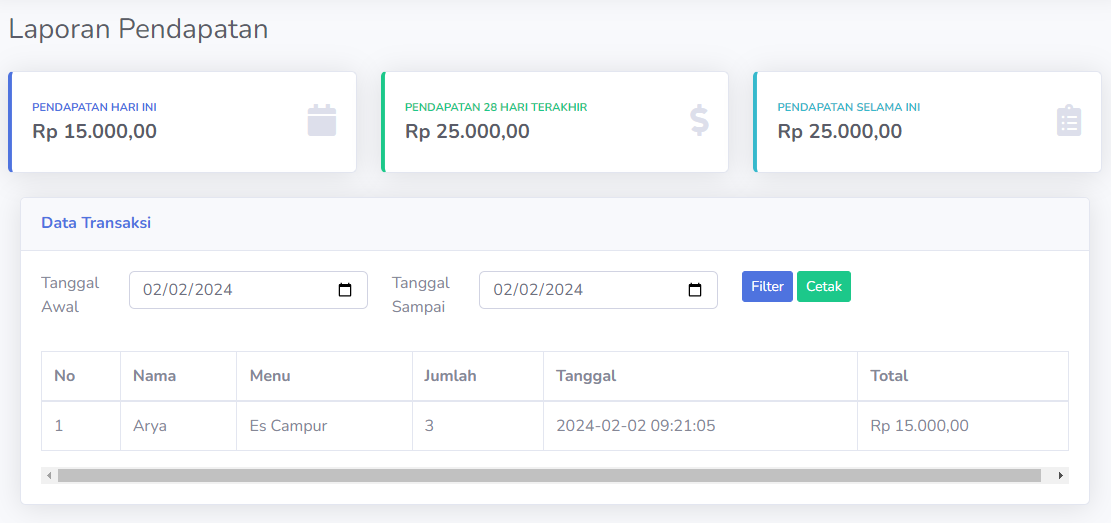 Laporan Pendapatan
PENDAPATAN HARI INI
Rp 15.000,00
PENDAPATAN 28 HARI TERAKHIR
Rp 25.000,00
PENDAPATAN SELAMA INI
Rp 25.000,00
Data Transaksi
Tanggal Awal
02/02/2024
Tanggal Sampai
02/02/2024
Filter
Cetak
No Nama Menu Jumlah Tanggal Total
1 Arya Es Campur 3 2024-02-02 09:21:05 Rp 15.000,00